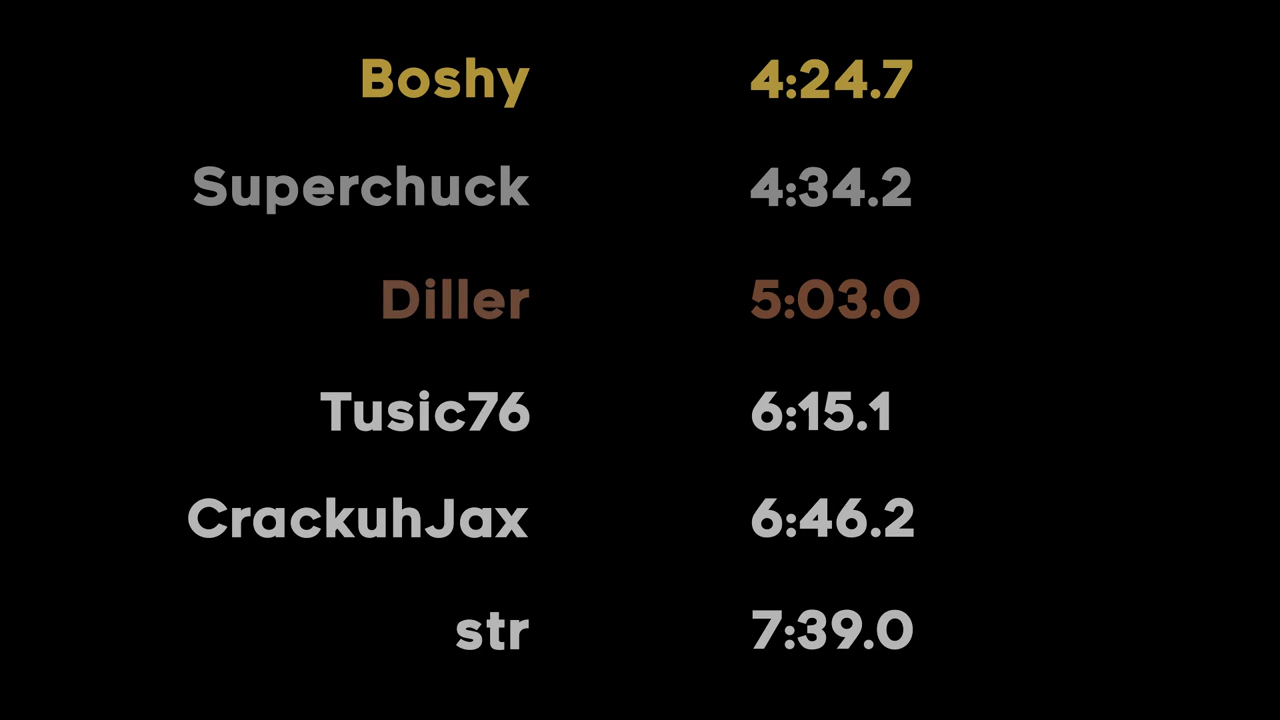 Boshy 4:24.7
Superchuck 4:34.2
Diller 5:03.0
Tusic76 6:15.1
CrackuhJax 6:46.2
str 7:39.0